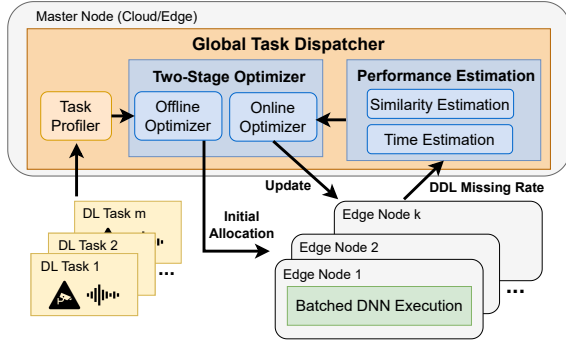 Master Node (Cloud/Edge)
Global Task Dispatcher
Two-Stage Optimizer
Performance Estimation
Task
Profiler
Offline
Optimizer
Online
Optimizer
Similarity Estimation
Time Estimation
Update
DDL Missing Rate
Initial
Allocation
DL Task m
DL Task 2
DL Task 1
...
Edge Node k
Edge Node 2
Edge Node 1
Batched DNN Execution
...